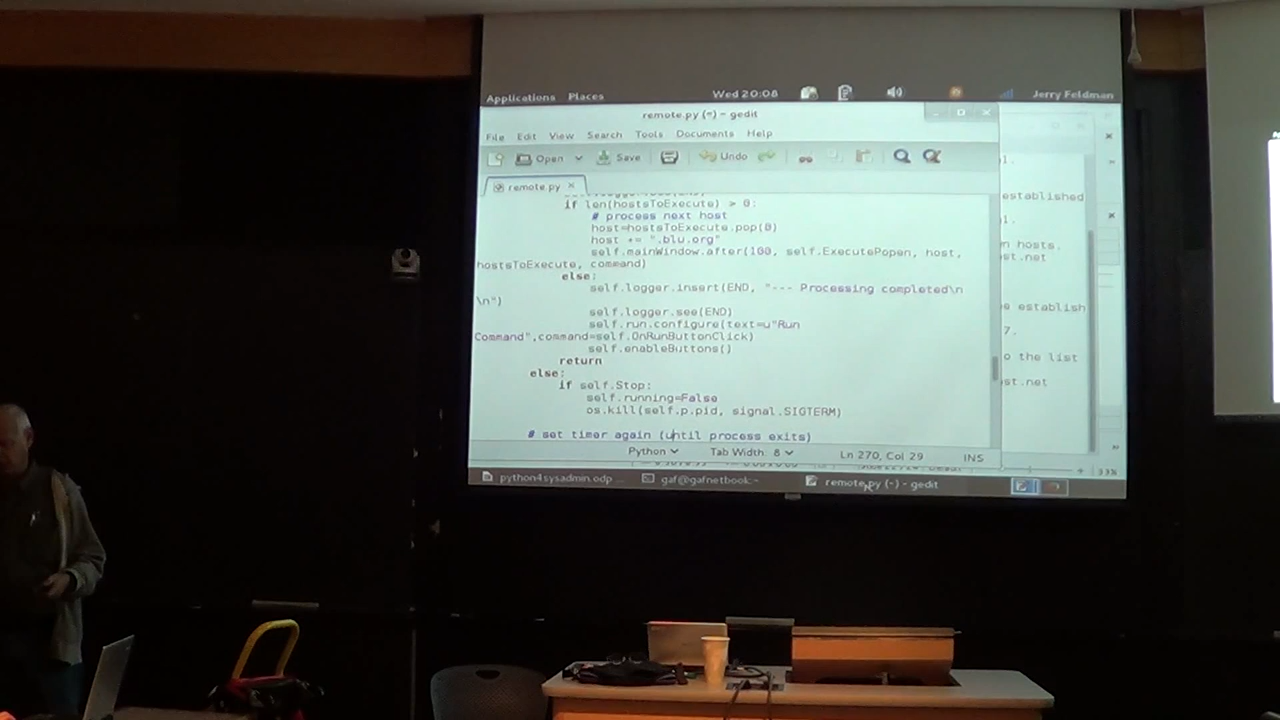 Applications Places Wed 20:08 Jerry Feldman
remote.py (~) - gedit
File Edit View Search Tools Documents Help
Open Save Undo
remote.py
if len(hostsToExecute) > 0:
# process next host
host=hostsToExecute.pop(0)
host += ".blu.org"
self.mainWindow.after(100, self.ExecutePopen, host,
hostsToExecute, command)
else:
self.logger.insert(END, "--- Processing completed\n
\n")
self.logger.see(END)
self.run.configure(text=u"Run
Command",command=self.OnRunButtonClick)
self.enableButtons()
return
else:
if self.Stop:
self.running=False
os.kill(self.p.pid, signal.SIGTERM)
# set timer again (until process exits)
Python Tab Width: 8 Ln 270, Col 29 INS
established
n hosts.
st.net
e establish
7.
o the list
st.net
33%
python4sysadmin.odp ... gaf@gafnetbook:~ remote.py (~) - gedit